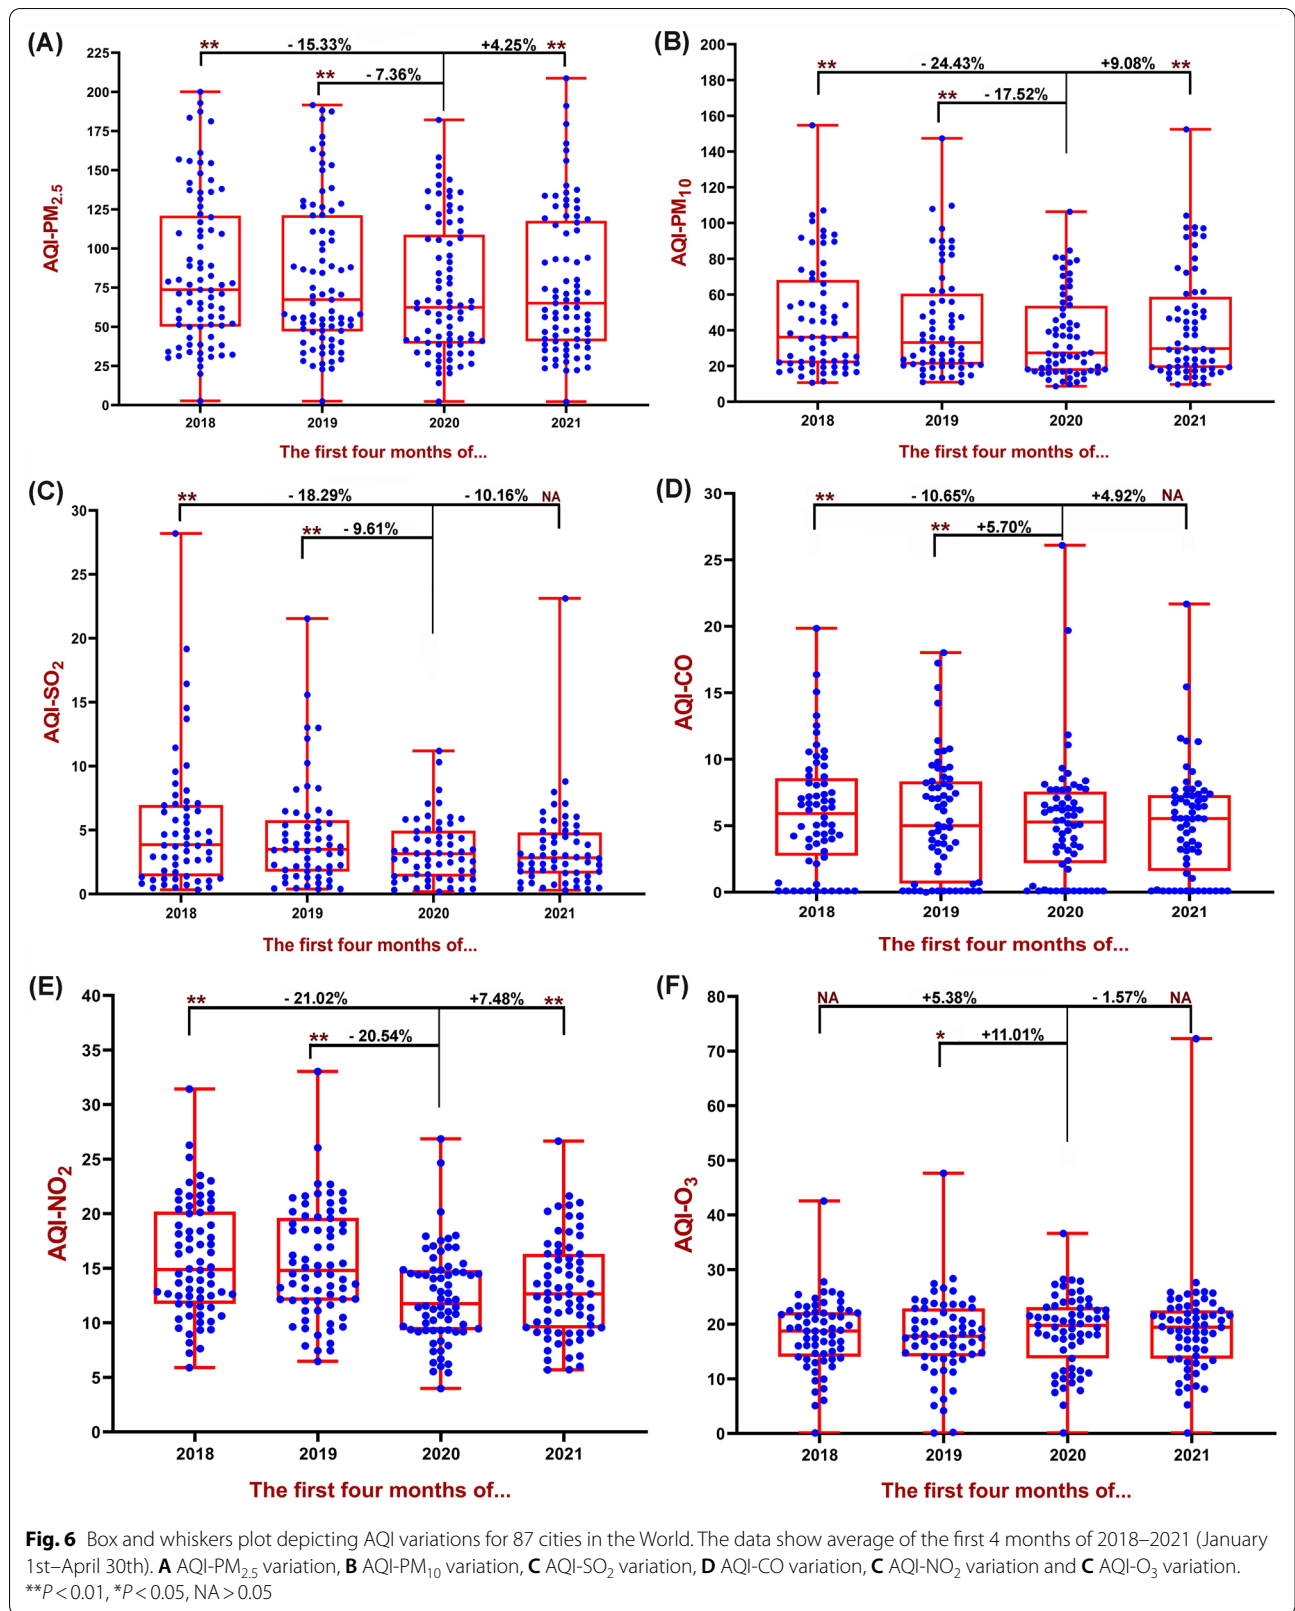 (A)
** - 15.33% +4.25% **
** - 7.36%
225
200
175
150
125
100
75
50
25
0
AQI-PM2.5
2018 2019 2020 2021
The first four months of...
(B)
** - 24.43% +9.08% **
** - 17.52%
200
180
160
140
120
100
80
60
40
20
0
AQI-PM10
2018 2019 2020 2021
The first four months of...
(C)
** - 18.29% - 10.16% NA
** - 9.61%
30
25
20
15
10
5
0
AQI-SO2
2018 2019 2020 2021
The first four months of...
(D)
** - 10.65% +4.92% NA
** +5.70%
30
25
20
15
10
5
0
AQI-CO
2018 2019 2020 2021
The first four months of...
(E)
** - 21.02% +7.48% **
** - 20.54%
40
35
30
25
20
15
10
5
0
AQI-NO2
2018 2019 2020 2021
The first four months of...
(F)
NA +5.38% - 1.57% NA
* +11.01%
80
70
60
50
40
30
20
10
0
AQI-O3
2018 2019 2020 2021
The first four months of...
Fig. 6 Box and whiskers plot depicting AQI variations for 87 cities in the World. The data show average of the first 4 months of 2018–2021 (January
1st–April 30th). A AQI-PM2.5 variation, B AQI-PM10 variation, C AQI-SO2 variation, D AQI-CO variation, C AQI-NO2 variation and C AQI-O3 variation.
**P < 0.01, *P < 0.05, NA > 0.05